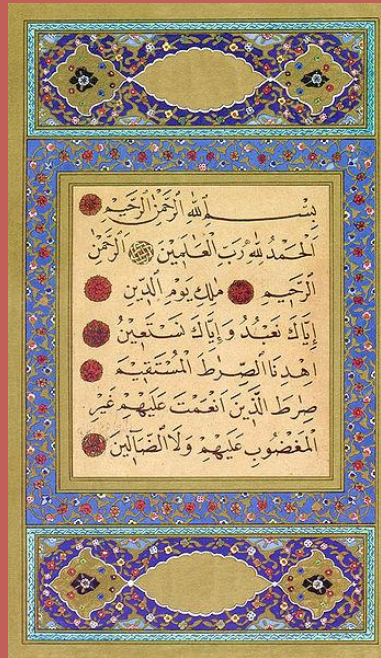 بِسْمِ اللّٰهِ الرَّحْمٰنِ الرَّحِيمِ
اَلْحَمْدُ لِلّٰهِ رَبِّ الْعَالَمِينَ الرَّحْمٰنِ
الرَّحِيمِ مَالِكِ يَوْمِ الدِّينِ
إِيَّاكَ نَعْبُدُ وَإِيَّاكَ نَسْتَعِينُ
اِهْدِنَا الصِّرَاطَ الْمُسْتَقِيمَ
صِرَاطَ الَّذِينَ أَنْعَمْتَ عَلَيْهِمْ غَيْرِ
الْمَغْضُوبِ عَلَيْهِمْ وَلَا الضَّالِّينَ